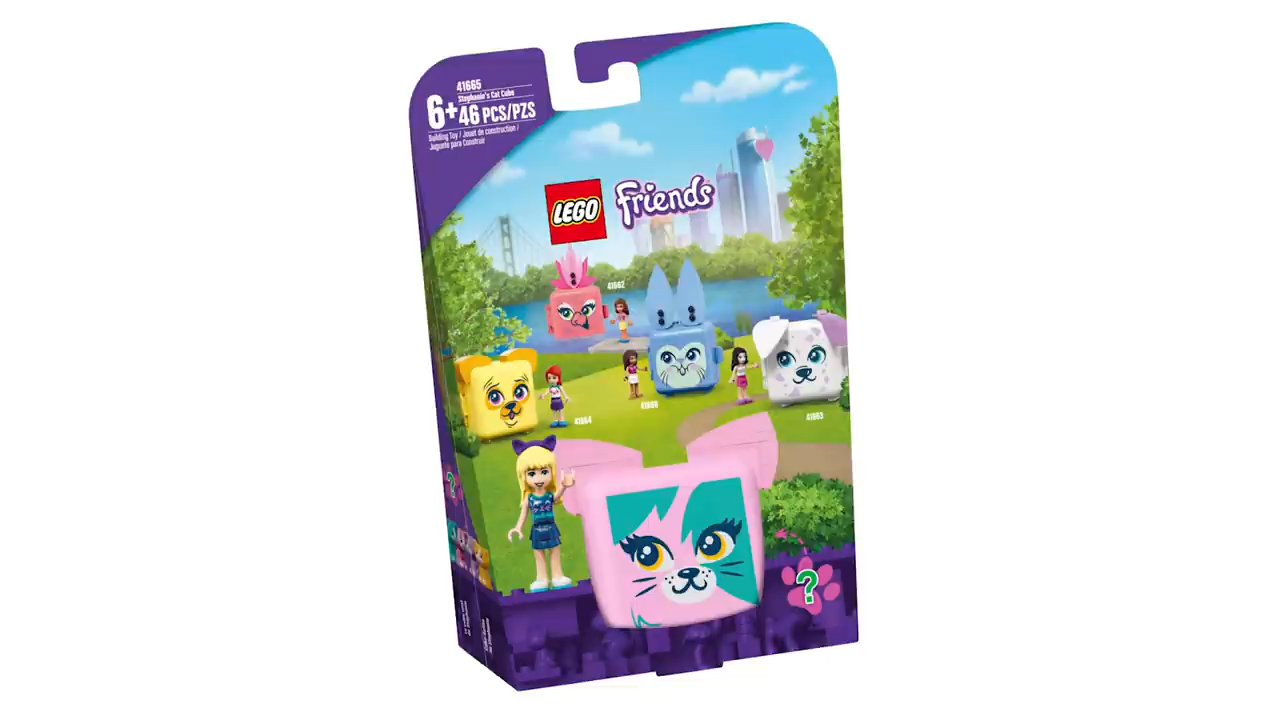 41665
Stephanie's Cat Cube
6+ 46 PCS/PZS
Building Toy / Jouet de construction /
Juguete para Construir
LEGO Friends
41662
41666
41664
41663
?
?